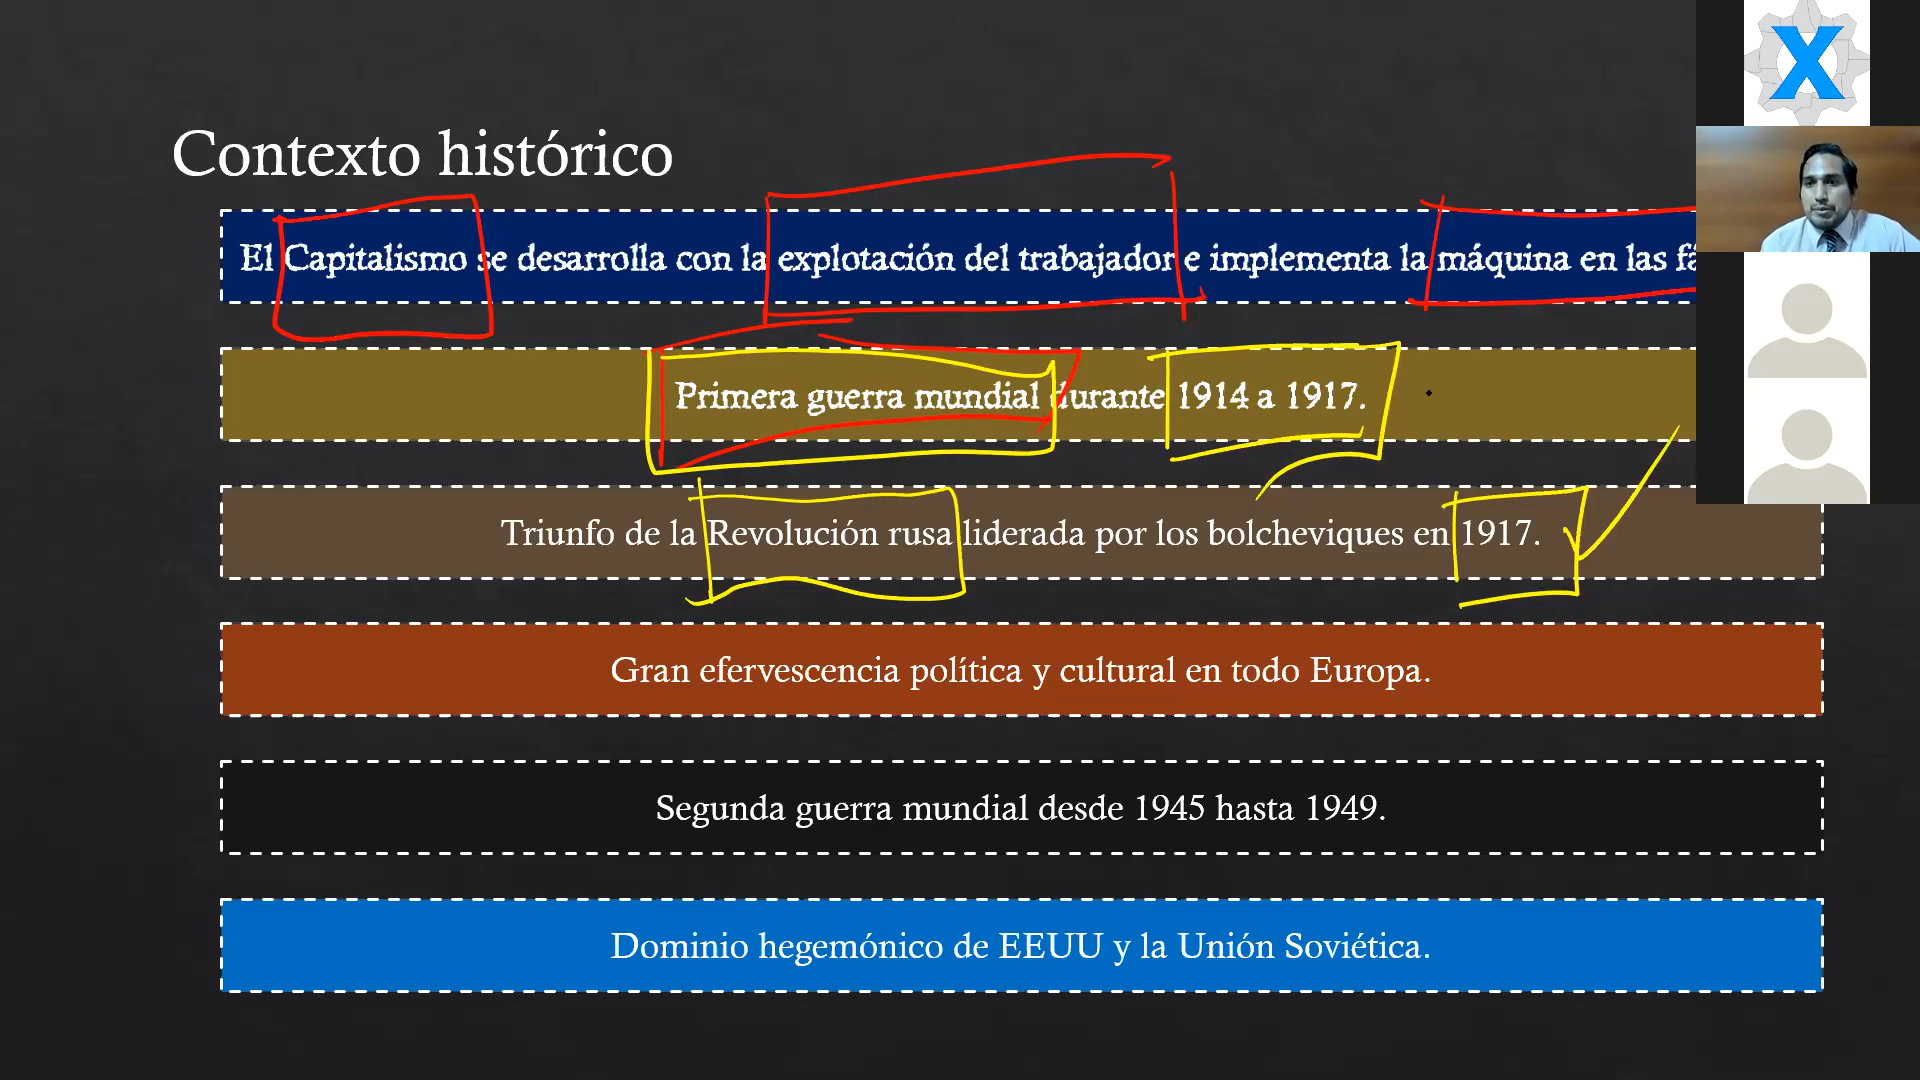 Contexto histórico
El Capitalismo se desarrolla con la explotación del trabajador e implementa la máquina en las
Primera guerra mundial durante 1914 a 1917.
Triunfo de la Revolución rusa liderada por los bolcheviques en 1917.
Gran efervescencia política y cultural en todo Europa.
Segunda guerra mundial desde 1945 hasta 1949.
Dominio hegemónico de EEUU y la Unión Soviética.
X